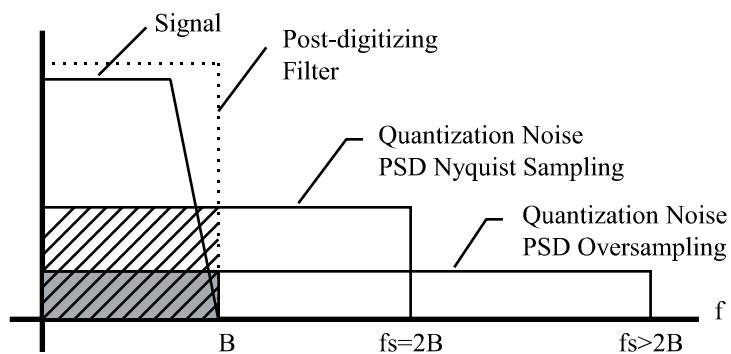 Signal
Post-digitizing
Filter
Quantization Noise
PSD Nyquist Sampling
Quantization Noise
PSD Oversampling
f
B
fs=2B
fs>2B